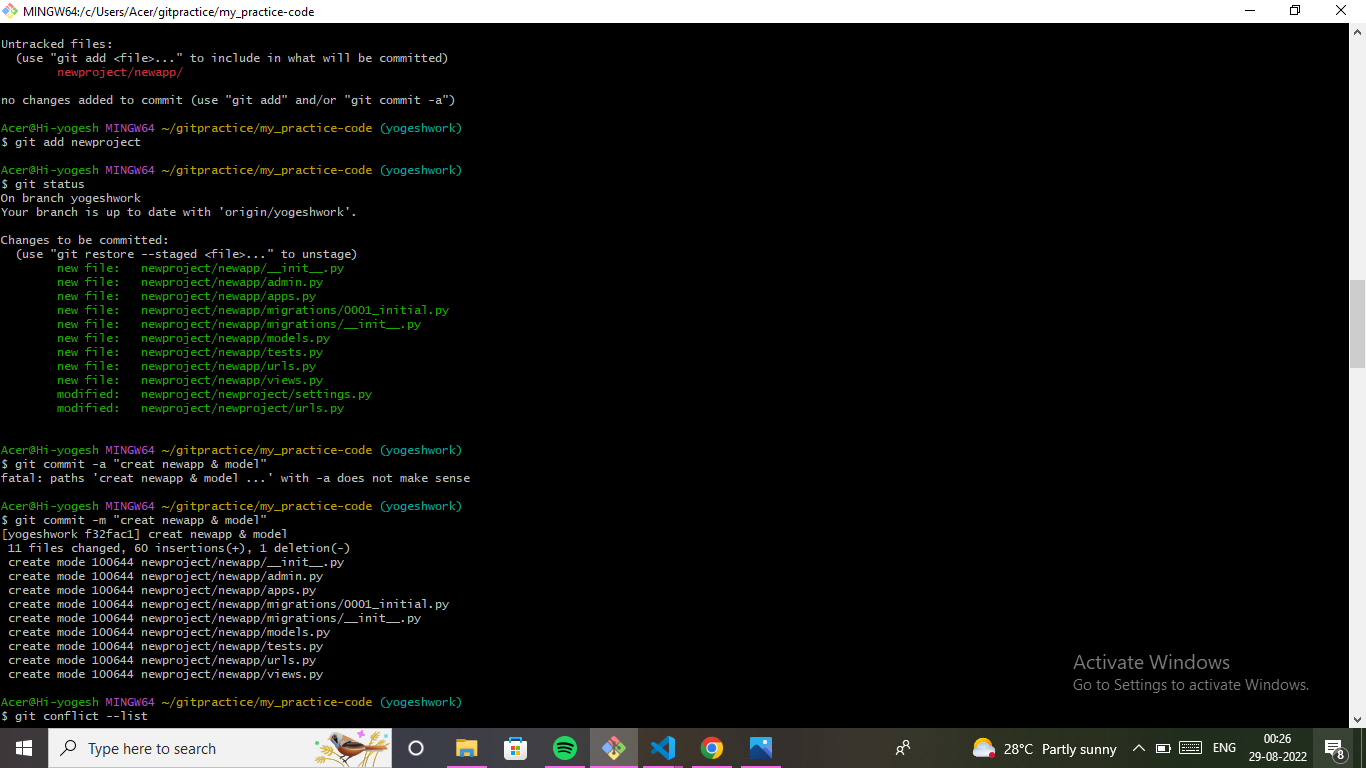 MINGW64:/c/Users/Acer/gitpractice/my_practice-code
Untracked files:
  (use "git add <file>..." to include in what will be committed)
        newproject/newapp/
no changes added to commit (use "git add" and/or "git commit -a")
Acer@Hi-yogesh MINGW64 ~/gitpractice/my_practice-code (yogeshwork)
$ git add newproject
Acer@Hi-yogesh MINGW64 ~/gitpractice/my_practice-code (yogeshwork)
$ git status
On branch yogeshwork
Your branch is up to date with 'origin/yogeshwork'.
Changes to be committed:
  (use "git restore --staged <file>..." to unstage)
        new file:   newproject/newapp/__init__.py
        new file:   newproject/newapp/admin.py
        new file:   newproject/newapp/apps.py
        new file:   newproject/newapp/migrations/0001_initial.py
        new file:   newproject/newapp/migrations/__init__.py
        new file:   newproject/newapp/models.py
        new file:   newproject/newapp/tests.py
        new file:   newproject/newapp/urls.py
        new file:   newproject/newapp/views.py
        modified:   newproject/newproject/settings.py
        modified:   newproject/newproject/urls.py
Acer@Hi-yogesh MINGW64 ~/gitpractice/my_practice-code (yogeshwork)
$ git commit -a "creat newapp & model"
fatal: paths 'creat newapp & model ...' with -a does not make sense
Acer@Hi-yogesh MINGW64 ~/gitpractice/my_practice-code (yogeshwork)
$ git commit -m "creat newapp & model"
[yogeshwork f32fac1] creat newapp & model
 11 files changed, 60 insertions(+), 1 deletion(-)
 create mode 100644 newproject/newapp/__init__.py
 create mode 100644 newproject/newapp/admin.py
 create mode 100644 newproject/newapp/apps.py
 create mode 100644 newproject/newapp/migrations/0001_initial.py
 create mode 100644 newproject/newapp/migrations/__init__.py
 create mode 100644 newproject/newapp/models.py
 create mode 100644 newproject/newapp/tests.py
 create mode 100644 newproject/newapp/urls.py
 create mode 100644 newproject/newapp/views.py
Acer@Hi-yogesh MINGW64 ~/gitpractice/my_practice-code (yogeshwork)
$ git conflict --list
Activate Windows
Go to Settings to activate Windows.
Type here to search
28°C Partly sunny
ENG
00:26
29-08-2022
8